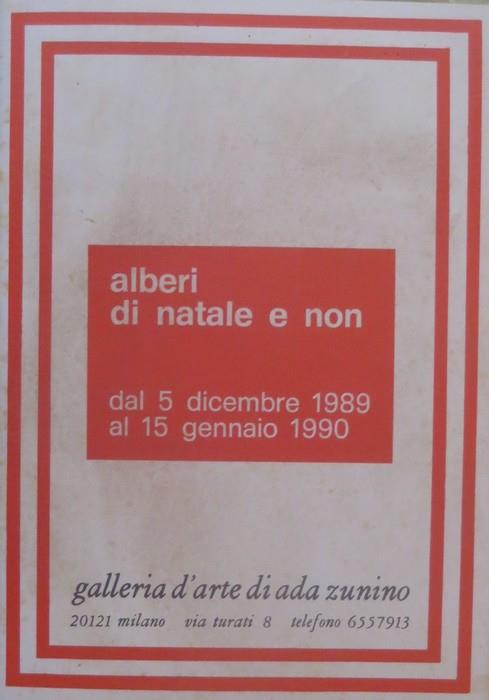 alberi
di natale e non
dal 5 dicembre 1989
al 15 gennaio 1990
galleria d'arte di ada zunino
20121 milano via turati 8 telefono 6557913